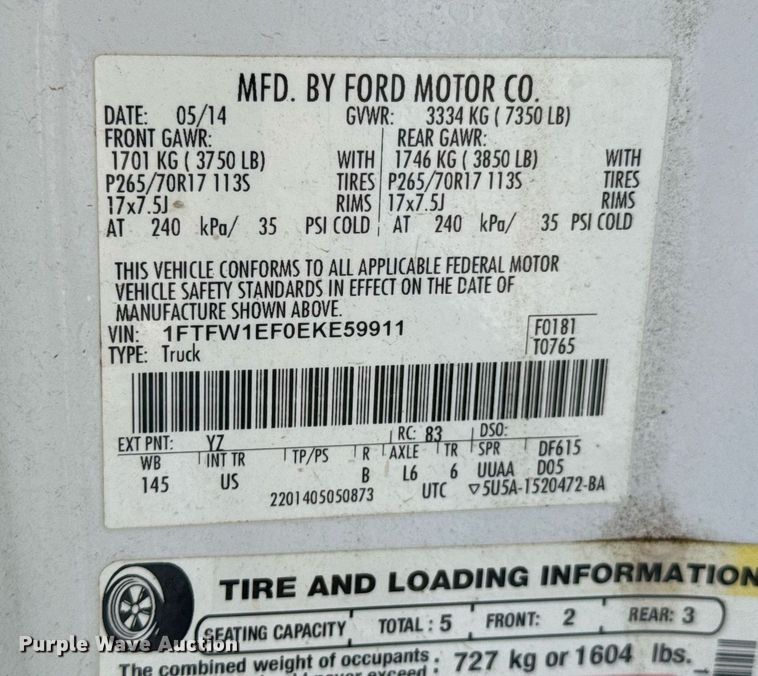 MFD. BY FORD MOTOR CO.
DATE: 05/14 GVWR: 3334 KG ( 7350 LB)
FRONT GAWR: REAR GAWR:
1701 KG ( 3750 LB) WITH 1746 KG ( 3850 LB) WITH
P265/70R17 113S TIRES P265/70R17 113S TIRES
17x7.5J RIMS 17x7.5J RIMS
AT 240 kPa/ 35 PSI COLD AT 240 kPa/ 35 PSI COLD
THIS VEHICLE CONFORMS TO ALL APPLICABLE FEDERAL MOTOR
VEHICLE SAFETY STANDARDS IN EFFECT ON THE DATE OF
MANUFACTURE SHOWN ABOVE.
VIN: 1FTFW1EF0EKE59911 F0181
TYPE: Truck T0765
EXT PNT: YZ RC: 83 DSO:
WB INT TR TP/PS R AXLE TR SPR DF615
145 US B L6 6 UUAA D05
2201405050873 UTC ▽5U5A-1520472-BA
TIRE AND LOADING INFORMATION
SEATING CAPACITY TOTAL : 5 FRONT: 2 REAR: 3
The combined weight of occupants : 727 kg or 1604 lbs.
never exceed
Purple Wave Auction